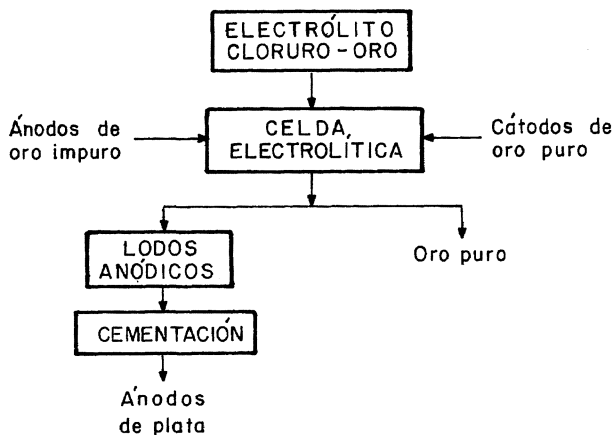 ELECTRÓLITO
CLORURO-ORO
Ánodos de
oro impuro
CELDA
ELECTROLÍTICA
Cátodos de
oro puro
LODOS
ANÓDICOS
Oro puro
CEMENTACIÓN
Ánodos
de plata